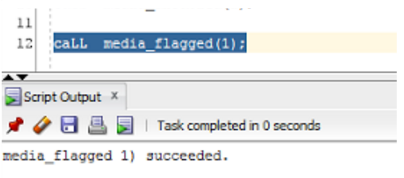 11
12 caLL media_flagged(1);
Script Output x
Task completed in 0 seconds
media_flagged 1) succeeded.